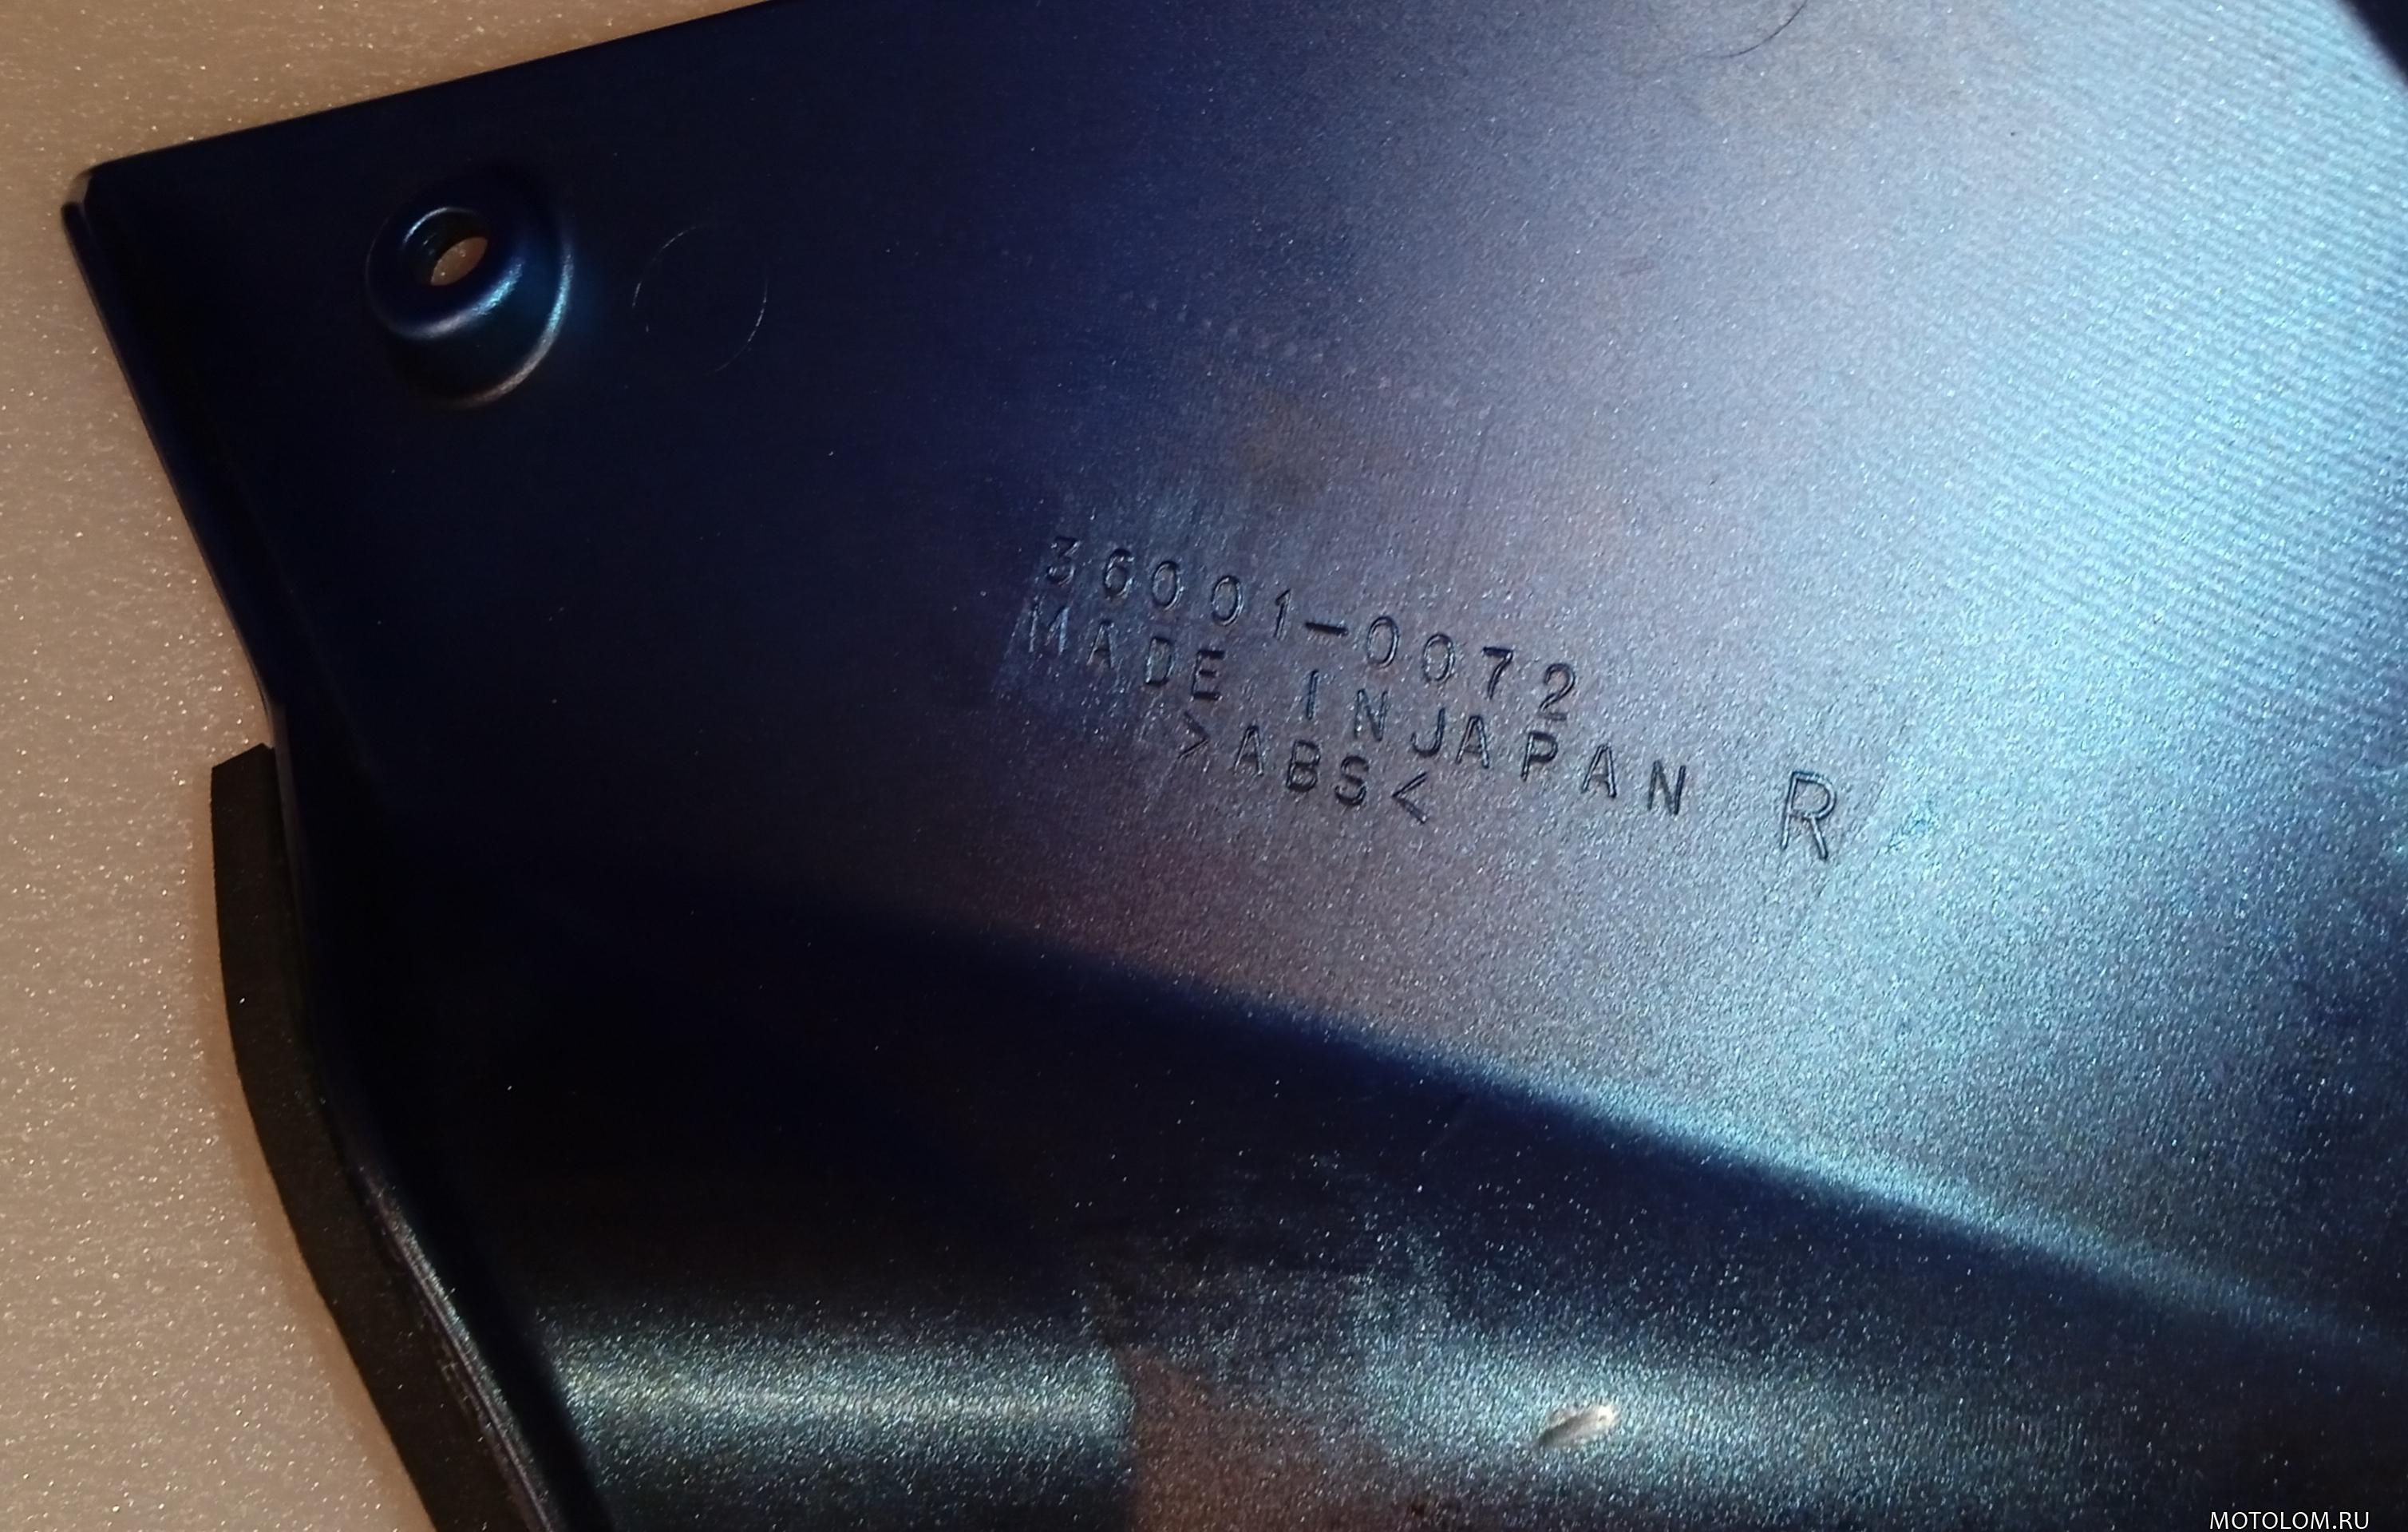 36001-0072
MADE IN JAPAN R
>ABS<
MOTOLOM.RU